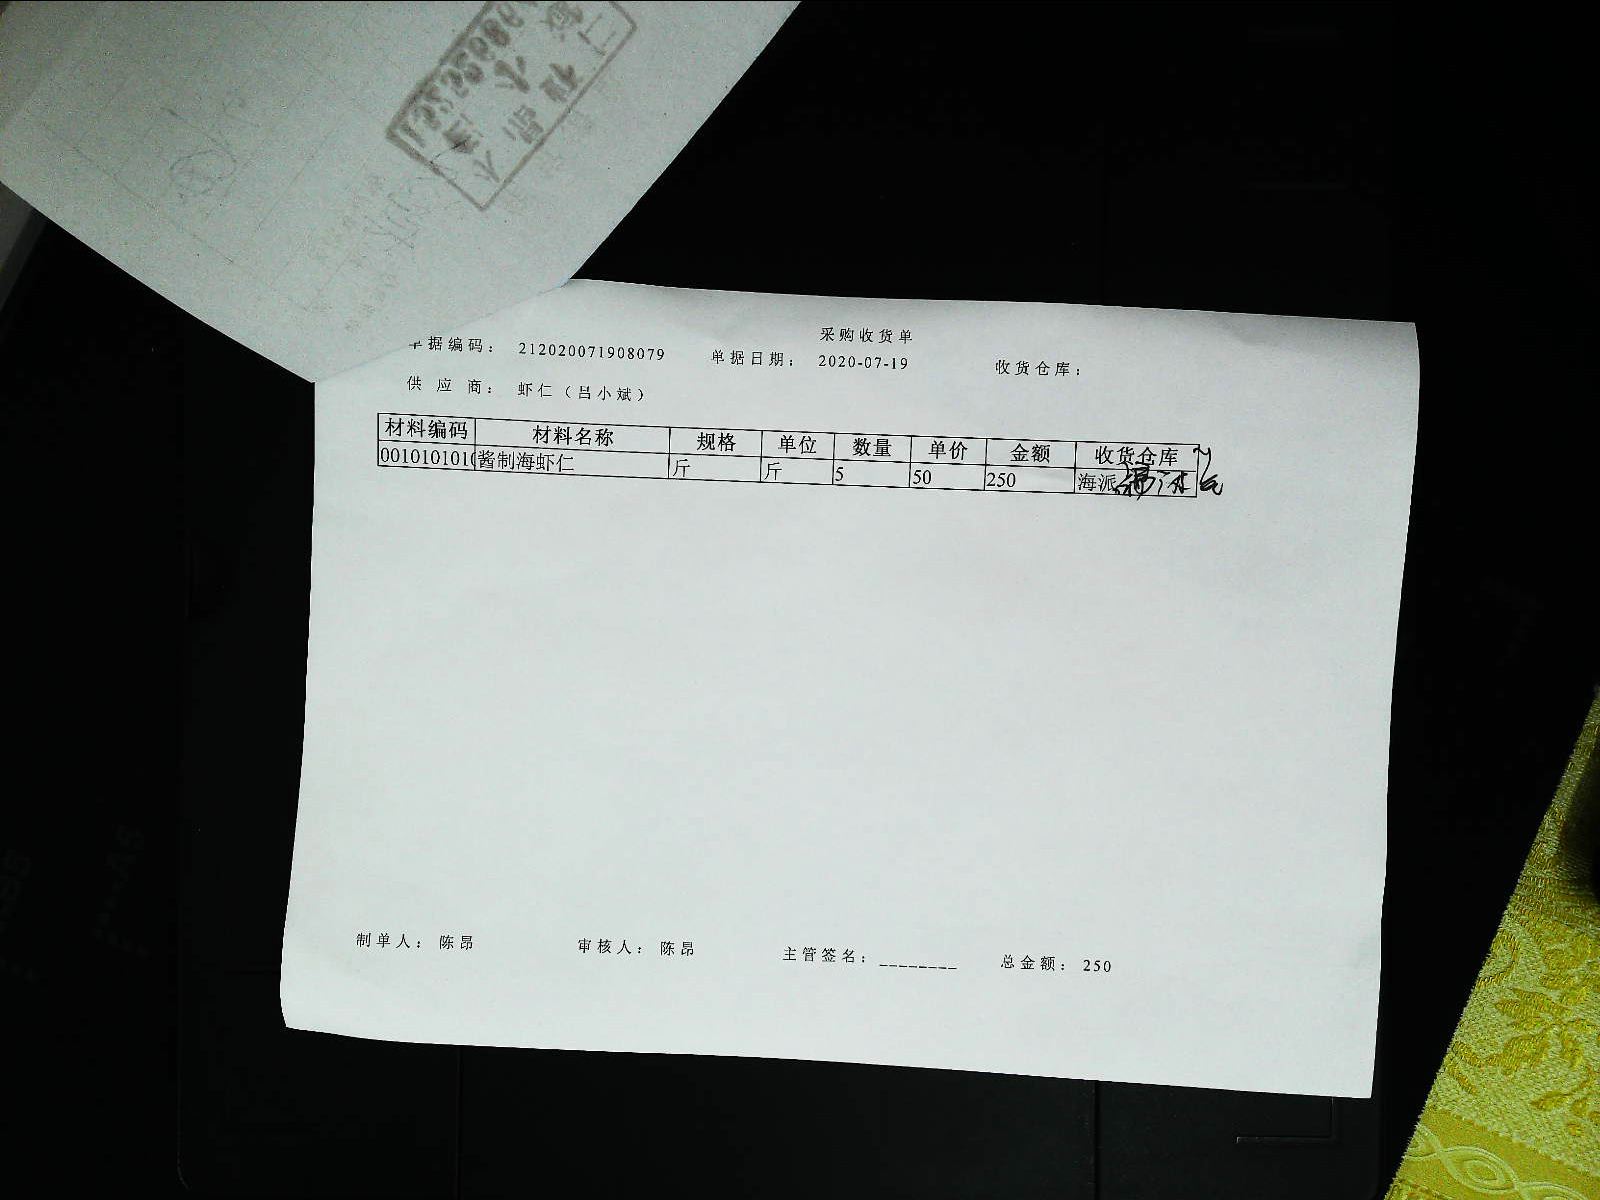 采购收货单
单据编码： 212020071908079 单据日期： 2020-07-19 收货仓库：
供 应 商： 虾仁（吕小斌）
材料编码 材料名称 规格 单位 数量 单价 金额 收货仓库
0010101010 酱制海虾仁 斤 斤 5 50 250 海派
制单人： 陈昂 审核人： 陈昂 主管签名：________ 总金额： 250